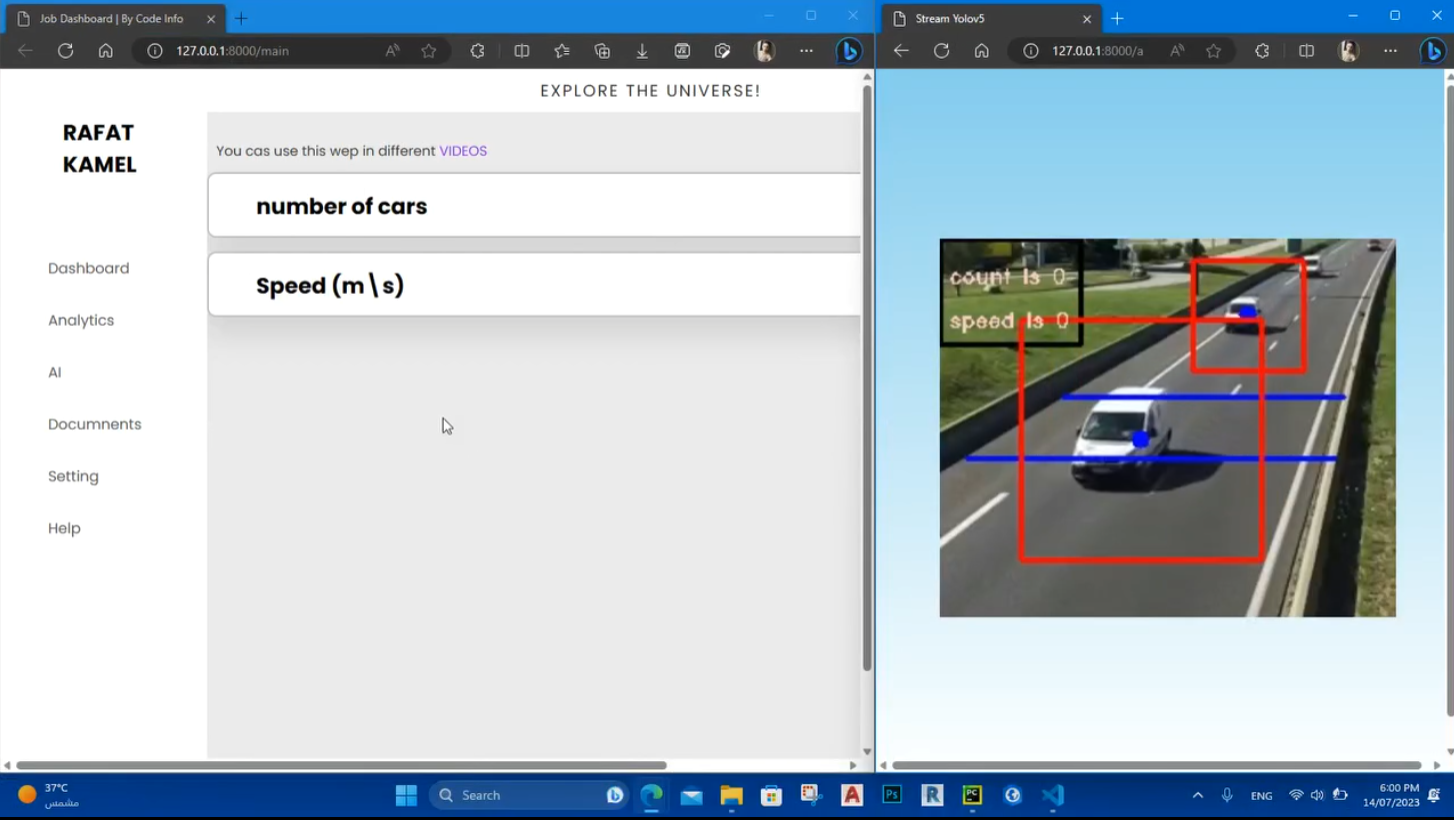 Job Dashboard | By Code Info
127.0.0.1:8000/main
EXPLORE THE UNIVERSE!
RAFAT
KAMEL
You cas use this wep in different VIDEOS
number of cars
Speed (m\s)
Dashboard
Analytics
AI
Documnents
Setting
Help
Stream Yolov5
127.0.0.1:8000/a
count is 0
speed is 0
37°C
مشمس
Search
A
Ps
R
PC
ENG
6:00 PM
14/07/2023